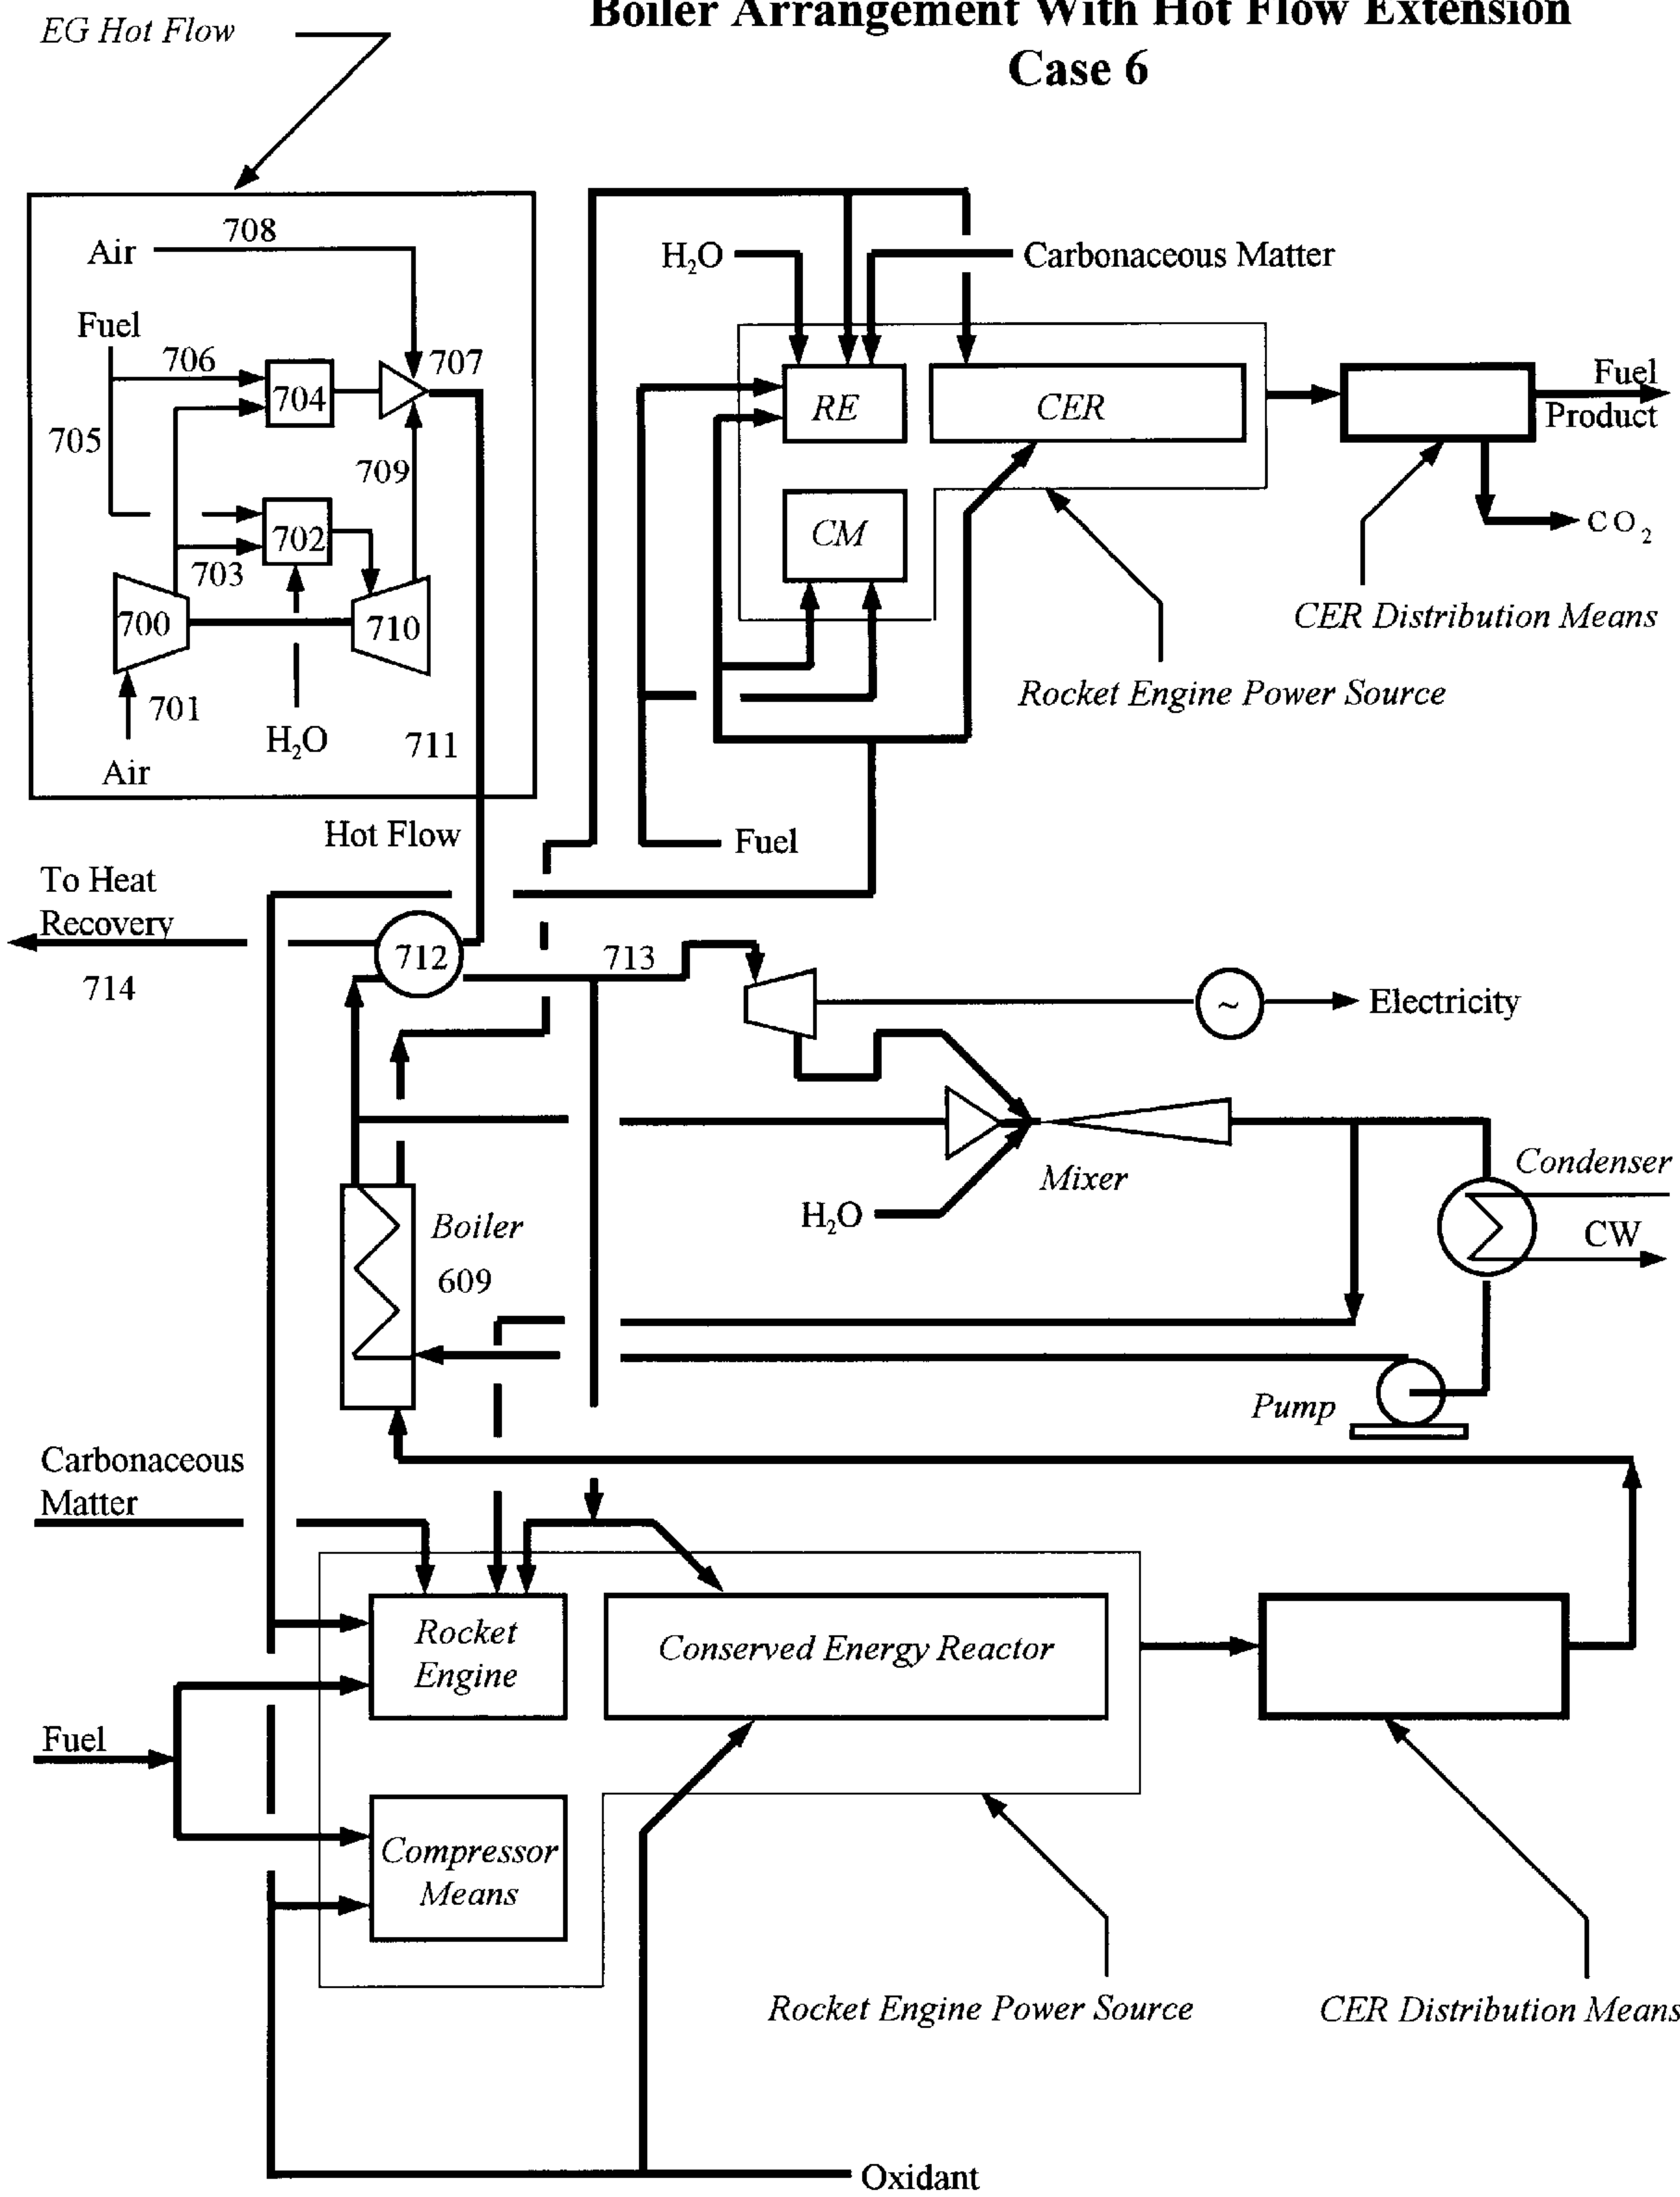 Boiler Arrangement With Hot Flow Extension
Case 6
EG Hot Flow
708
Air
Fuel
706
704
707
705
709
702
703
700
710
701
H₂O
711
Air
Hot Flow
H₂O
Carbonaceous Matter
RE
CER
CM
Fuel
Product
CO₂
CER Distribution Means
Rocket Engine Power Source
Fuel
To Heat
Recovery
714
712
713
~
Electricity
Mixer
H₂O
Condenser
CW
Boiler
609
Pump
Carbonaceous
Matter
Rocket
Engine
Conserved Energy Reactor
Fuel
Compressor
Means
Rocket Engine Power Source
CER Distribution Means
Oxidant